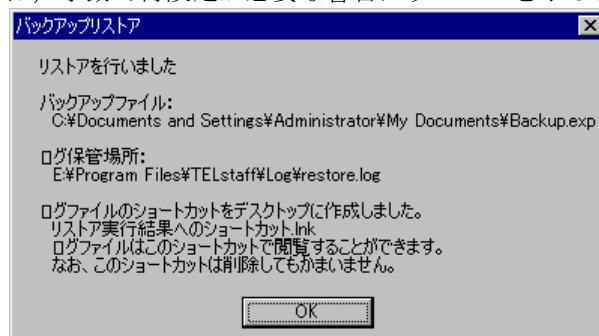 バックアップリストア
リストアを行いました
バックアップファイル:
C:¥Documents and Settings¥Administrator¥My Documents¥Backup.exp
ログ保管場所:
E:¥Program Files¥TELstaff¥Log¥restore.log
ログファイルのショートカットをデスクトップに作成しました。
リストア実行結果へのショートカット.lnk
ログファイルはこのショートカットで閲覧することができます。
なお、このショートカットは削除してもかまいません。
OK